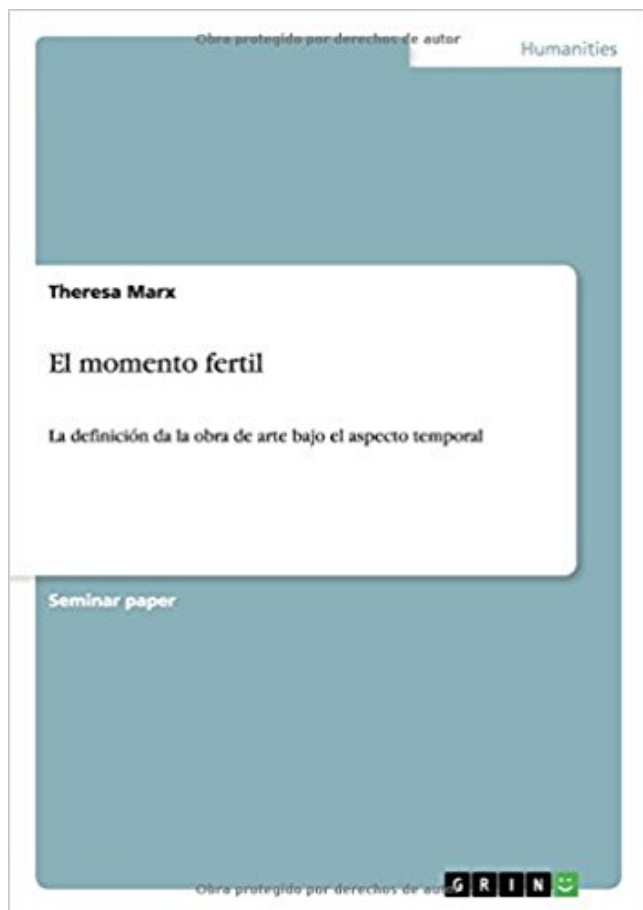 Obra protegido por derechos de autor
Humanities
Theresa Marx
El momento fertil
La definición da la obra de arte bajo el aspecto temporal
Seminar paper
Obra protegido por derechos de au
GRIN